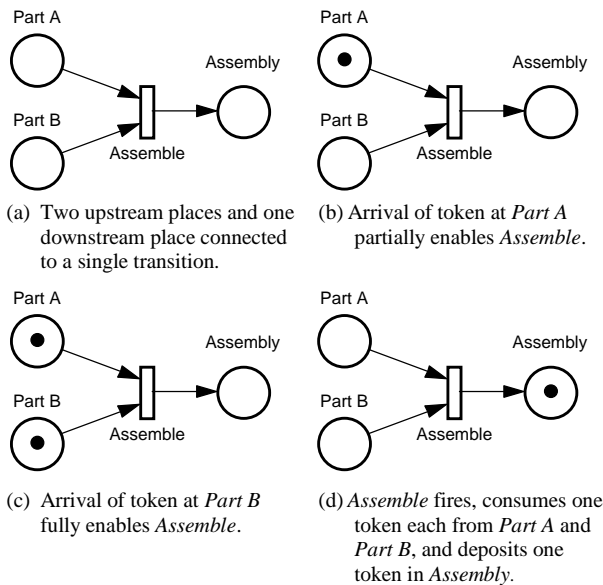 Part A
Assembly
Part B
Assemble
(a) Two upstream places and one
downstream place connected
to a single transition.
Part A
Assembly
Part B
Assemble
(b) Arrival of token at Part A
partially enables Assemble.
Part A
Assembly
Part B
Assemble
(c) Arrival of token at Part B
fully enables Assemble.
Part A
Assembly
Part B
Assemble
(d) Assemble fires, consumes one
token each from Part A and
Part B, and deposits one
token in Assembly.